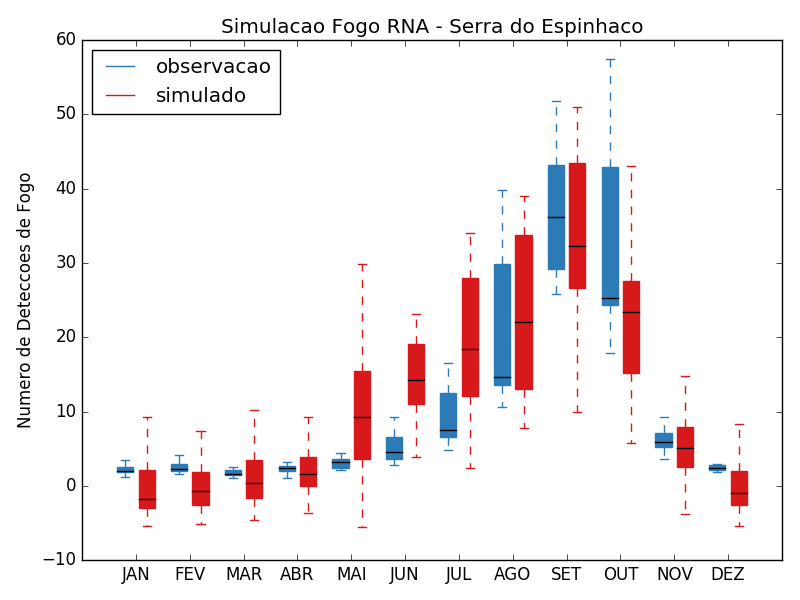 Simulacao Fogo RNA - Serra do Espinhaco
observacao
simulado
Numero de Deteccoes de Fogo
60
50
40
30
20
10
0
−10
JAN FEV MAR ABR MAI JUN JUL AGO SET OUT NOV DEZ